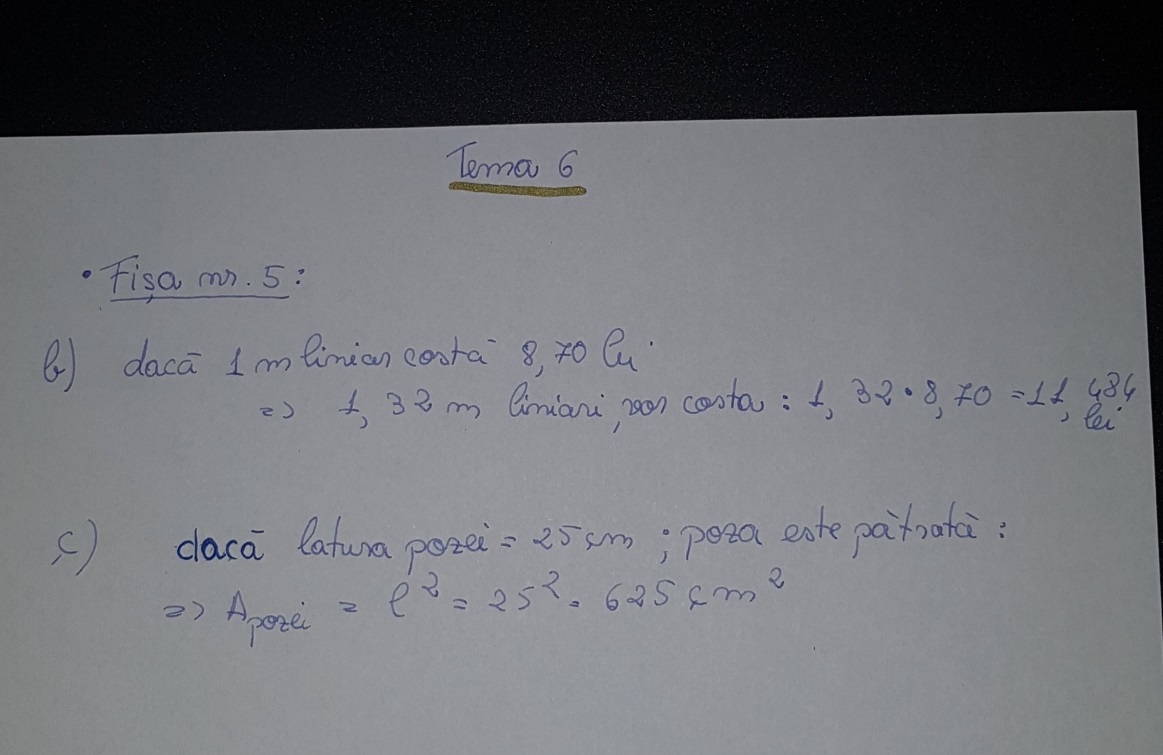 Tema 6
• Fișa nr. 5:
b) dacă 1 m liniar costă 8,70 lei
=> 1,32 m liniari, vor costa: 1,32 • 8,70 = 11,484
lei
c) dacă latura pozei = 25 cm ; poza este pătrată :
=> A pozei = l² = 25² = 625 cm²